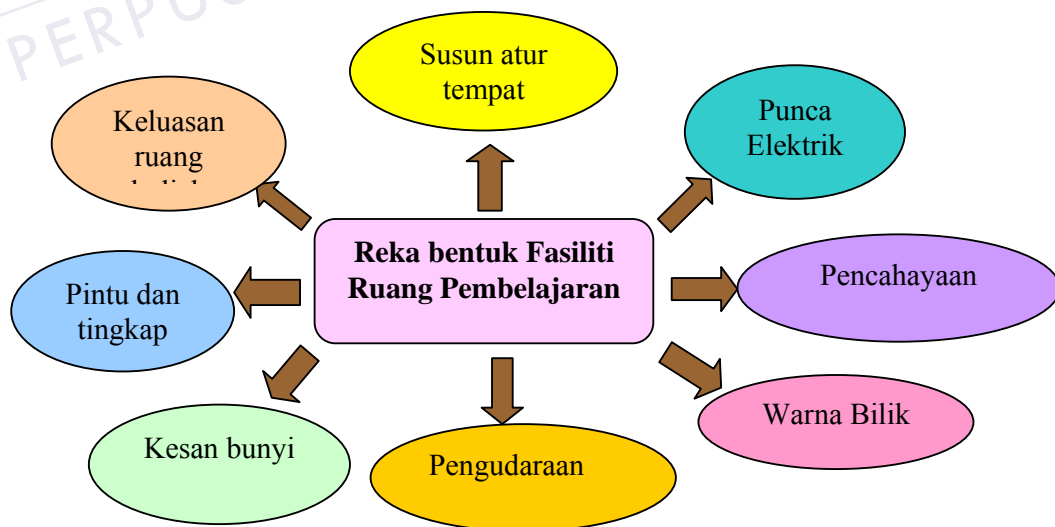 Susun atur
tempat
Keluasan
ruang
Punca
Elektrik
Reka bentuk Fasiliti
Ruang Pembelajaran
Pencahayaan
Pintu dan
tingkap
Warna Bilik
Kesan bunyi
Pengudaraan